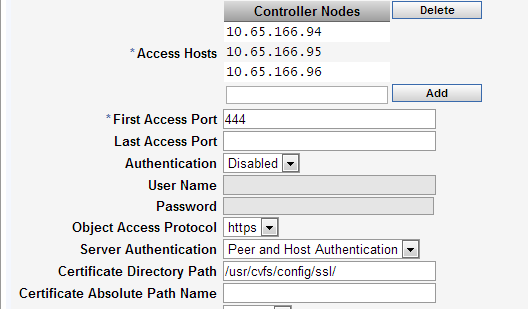 Controller Nodes Delete
10.65.166.94
*Access Hosts 10.65.166.95
10.65.166.96
Add
*First Access Port 444
Last Access Port
Authentication Disabled
User Name
Password
Object Access Protocol https
Server Authentication Peer and Host Authentication
Certificate Directory Path /usr/cvfs/config/ssl/
Certificate Absolute Path Name